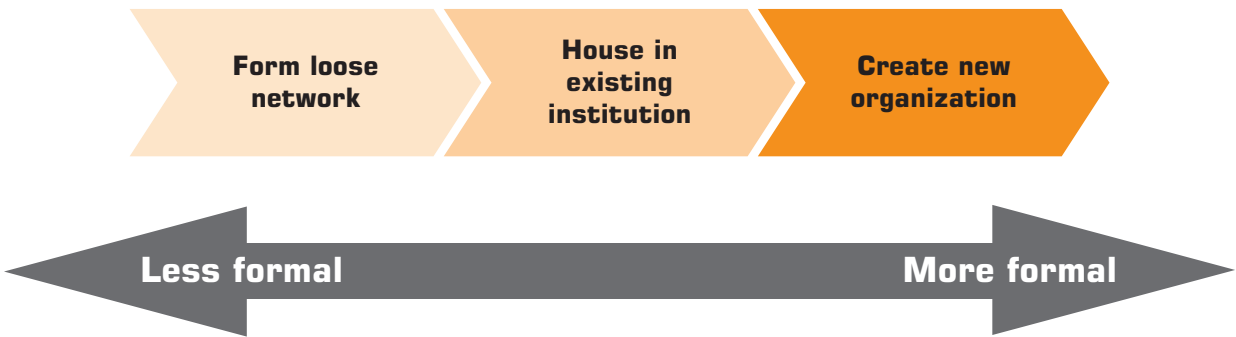 Form loose
network
House in
existing
institution
Create new
organization
Less formal
More formal